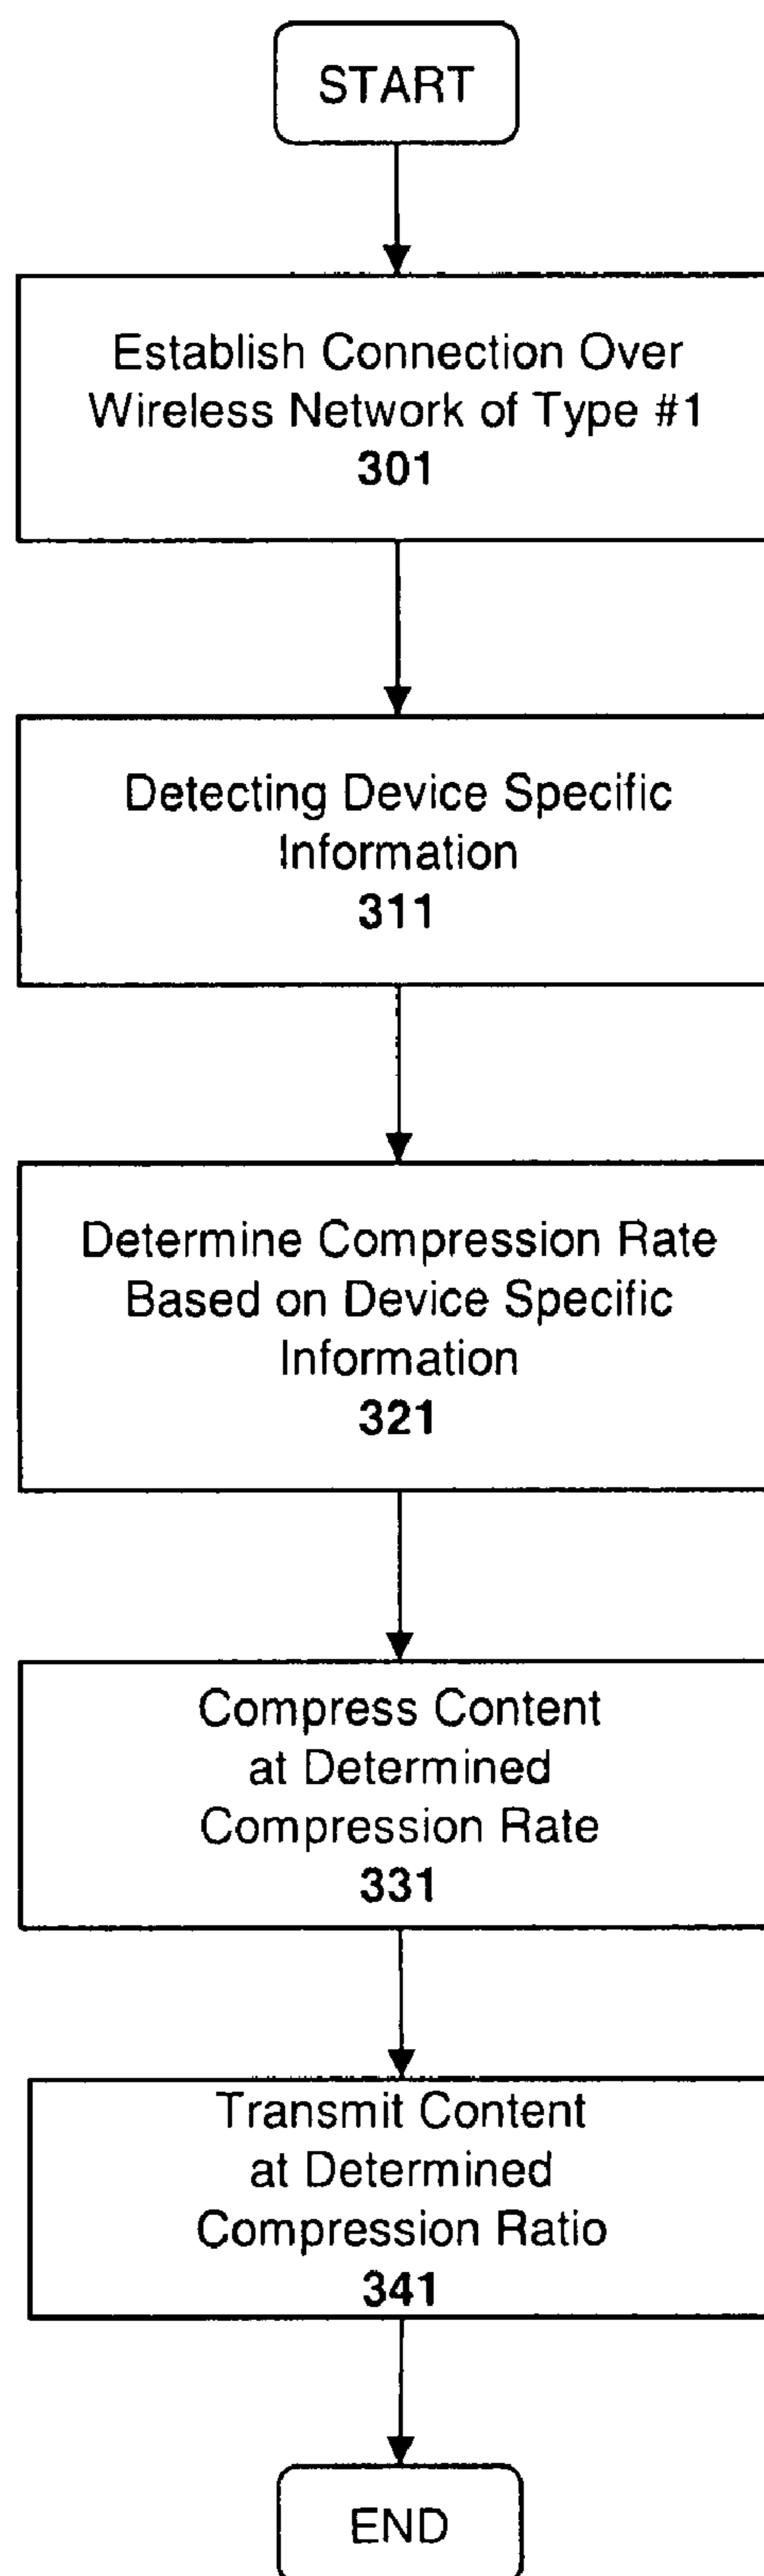 START
Establish Connection Over
Wireless Network of Type #1
301
Detecting Device Specific
Information
311
Determine Compression Rate
Based on Device Specific
Information
321
Compress Content
at Determined
Compression Rate
331
Transmit Content
at Determined
Compression Ratio
341
END